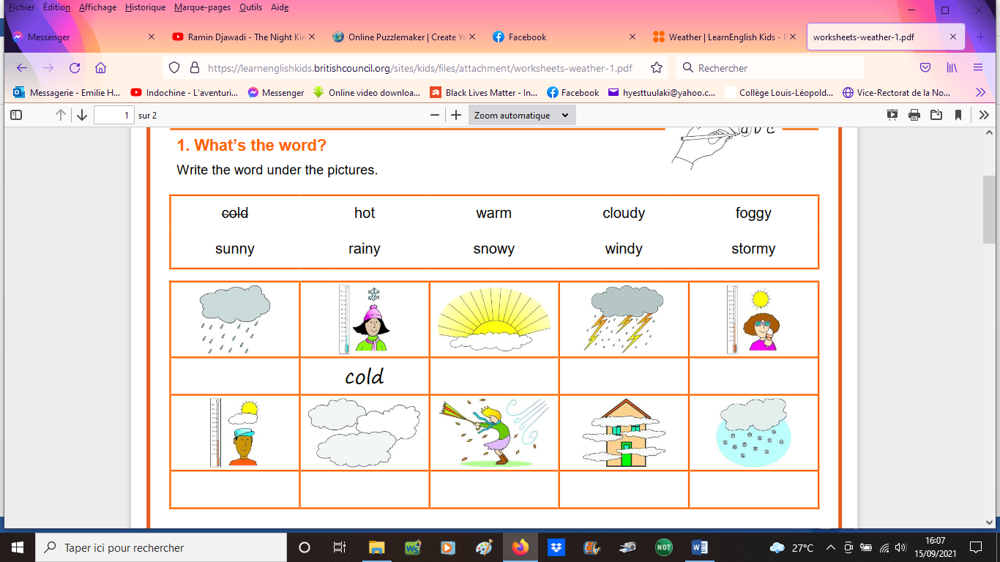 Fichier Édition Affichage Historique Marque-pages Outils Aide
Messenger Ramin Djawadi - The Night Kin Online Puzzlemaker | Create Yo Facebook Weather | LearnEnglish Kids - B worksheets-weather-1.pdf
https://learnenglishkids.britishcouncil.org/sites/kids/files/attachment/worksheets-weather-1.pdf Rechercher
Messagerie - Emilie H... Indochine - L'aventuri... Messenger Online video downloa... Black Lives Matter - In... Facebook hyesttuulaki@yahoo.c... Collège Louis-Léopold... Vice-Rectorat de la No...
1 sur 2 Zoom automatique
a b c
1. What's the word?
Write the word under the pictures.
cold hot warm cloudy foggy
sunny rainy snowy windy stormy
cold
Taper ici pour rechercher WS NOT W 27°C 16:07
15/09/2021